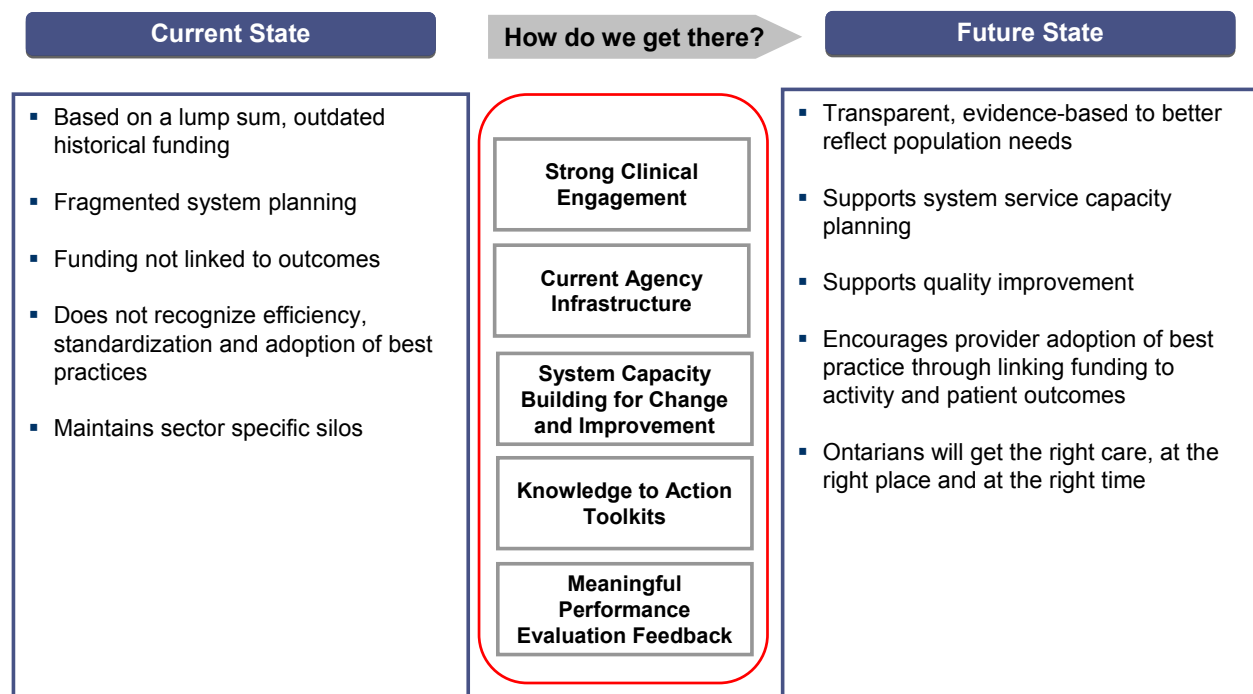 Current State
How do we get there?
Future State
▪ Based on a lump sum, outdated
historical funding
▪ Fragmented system planning
▪ Funding not linked to outcomes
▪ Does not recognize efficiency,
standardization and adoption of best
practices
▪ Maintains sector specific silos
Strong Clinical
Engagement
Current Agency
Infrastructure
System Capacity
Building for Change
and Improvement
Knowledge to Action
Toolkits
Meaningful
Performance
Evaluation Feedback
▪ Transparent, evidence-based to better
reflect population needs
▪ Supports system service capacity
planning
▪ Supports quality improvement
▪ Encourages provider adoption of best
practice through linking funding to
activity and patient outcomes
▪ Ontarians will get the right care, at the
right place and at the right time